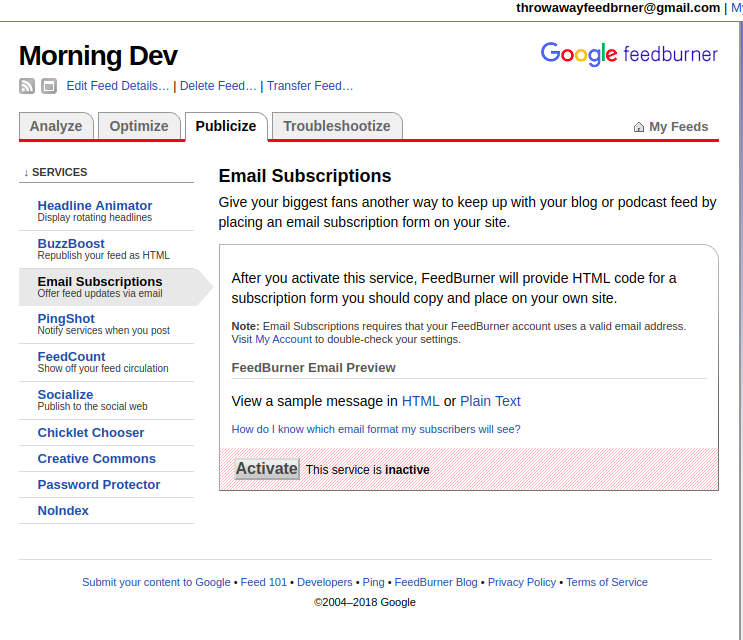 throwawayfeedbrner@gmail.com |
Morning Dev
Google feedburner
Edit Feed Details… | Delete Feed… | Transfer Feed…
Analyze Optimize Publicize Troubleshootize My Feeds
↓ SERVICES
Headline Animator
Display rotating headlines
BuzzBoost
Republish your feed as HTML
Email Subscriptions
Offer feed updates via email
PingShot
Notify services when you post
FeedCount
Show off your feed circulation
Socialize
Publish to the social web
Chicklet Chooser
Creative Commons
Password Protector
NoIndex
Email Subscriptions
Give your biggest fans another way to keep up with your blog or podcast feed by
placing an email subscription form on your site.
After you activate this service, FeedBurner will provide HTML code for a
subscription form you should copy and place on your own site.
Note: Email Subscriptions requires that your FeedBurner account uses a valid email address.
Visit My Account to double-check your settings.
FeedBurner Email Preview
View a sample message in HTML or Plain Text
How do I know which email format my subscribers will see?
Activate This service is inactive
Submit your content to Google • Feed 101 • Developers • Ping • FeedBurner Blog • Privacy Policy • Terms of Service
©2004–2018 Google